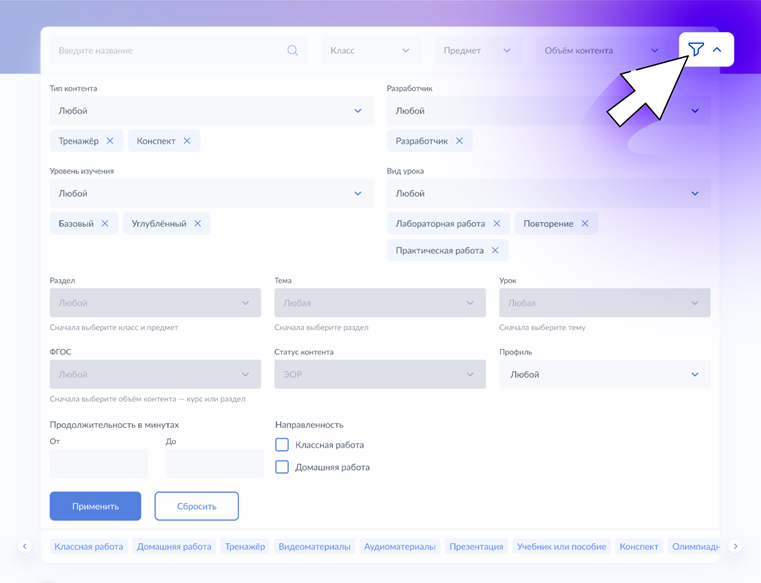 Введите название
Класс
Предмет
Объём контента
Тип контента
Разработчик
Любой
Любой
Тренажёр
Конспект
Разработчик
Уровень изучения
Вид урока
Любой
Любой
Базовый
Углублённый
Лабораторная работа
Повторение
Практическая работа
Раздел
Тема
Урок
Любой
Любая
Любая
Сначала выберите класс и предмет
Сначала выберите раздел
Сначала выберите тему
ФГОС
Статус контента
Профиль
Любой
ЭОР
Любой
Сначала выберите объём контента — курс или раздел
Продолжительность в минутах
Направленность
От
До
Классная работа
Домашняя работа
Применить
Сбросить
Классная работа
Домашняя работа
Тренажёр
Видеоматериалы
Аудиоматериалы
Презентация
Учебник или пособие
Конспект
Олимпиадн